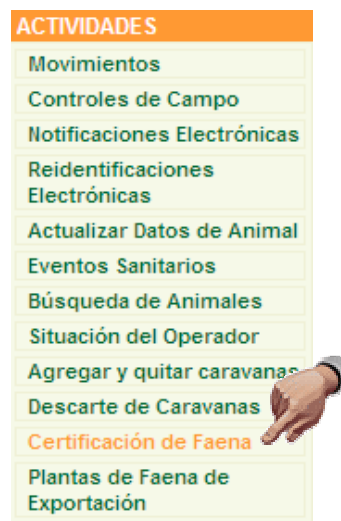 ACTIVIDADES
Movimientos
Controles de Campo
Notificaciones Electrónicas
Reidentificaciones
Electrónicas
Actualizar Datos de Animal
Eventos Sanitarios
Búsqueda de Animales
Situación del Operador
Agregar y quitar caravanas
Descarte de Caravanas
Certificación de Faena
Plantas de Faena de
Exportación